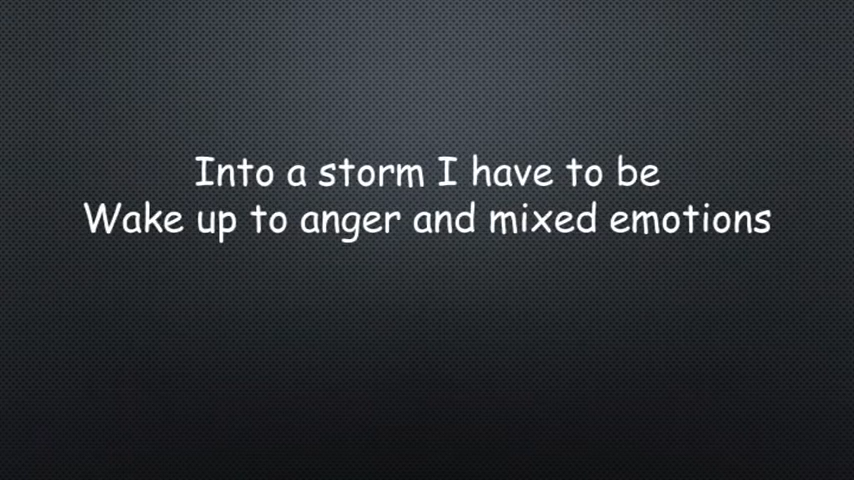 Into a storm I have to be
Wake up to anger and mixed emotions